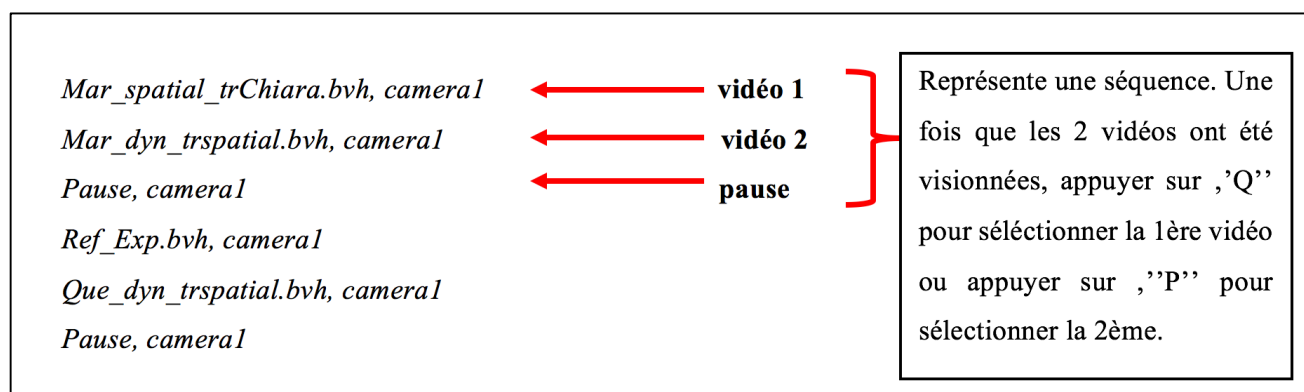 Mar_spatial_trChiara.bvh, camera1
Mar_dyn_trspatial.bvh, camera1
Pause, camera1
Ref_Exp.bvh, camera1
Que_dyn_trspatial.bvh, camera1
Pause, camera1
vidéo 1
vidéo 2
pause
Représente une séquence. Une
fois que les 2 vidéos ont été
visionnées, appuyer sur ,’Q’’
pour séléctionner la 1ère vidéo
ou appuyer sur ,’’P’’ pour
sélectionner la 2ème.